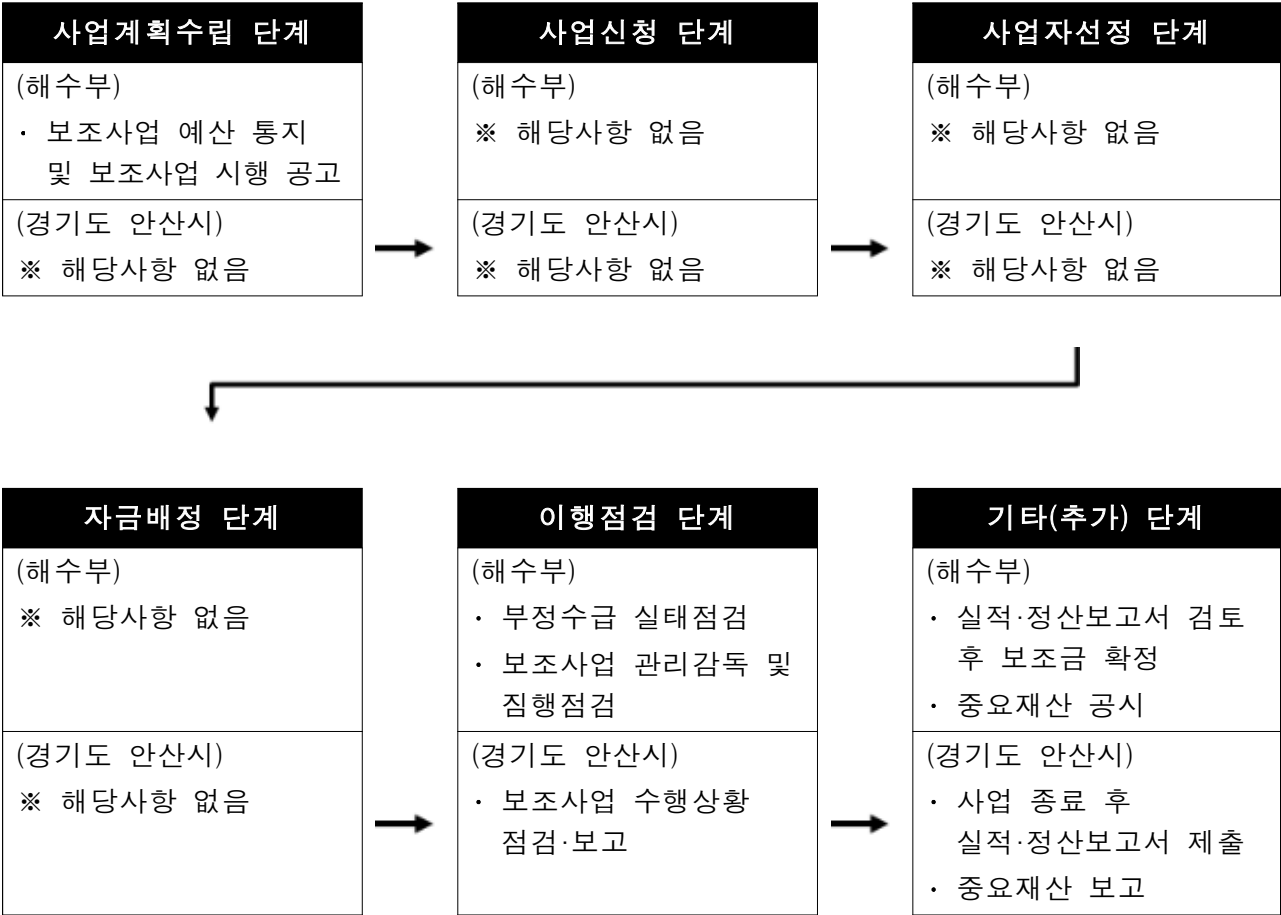 사업계획수립 단계
(해수부)
· 보조사업 예산 통지
및 보조사업 시행 공고
(경기도 안산시)
※ 해당사항 없음
사업신청 단계
(해수부)
※ 해당사항 없음
(경기도 안산시)
※ 해당사항 없음
사업자선정 단계
(해수부)
※ 해당사항 없음
(경기도 안산시)
※ 해당사항 없음
자금배정 단계
(해수부)
※ 해당사항 없음
(경기도 안산시)
※ 해당사항 없음
이행점검 단계
(해수부)
· 부정수급 실태점검
· 보조사업 관리감독 및
짐행점검
(경기도 안산시)
· 보조사업 수행상황
점검·보고
기타(추가) 단계
(해수부)
· 실적·정산보고서 검토
후 보조금 확정
· 중요재산 공시
(경기도 안산시)
· 사업 종료 후
실적·정산보고서 제출
· 중요재산 보고